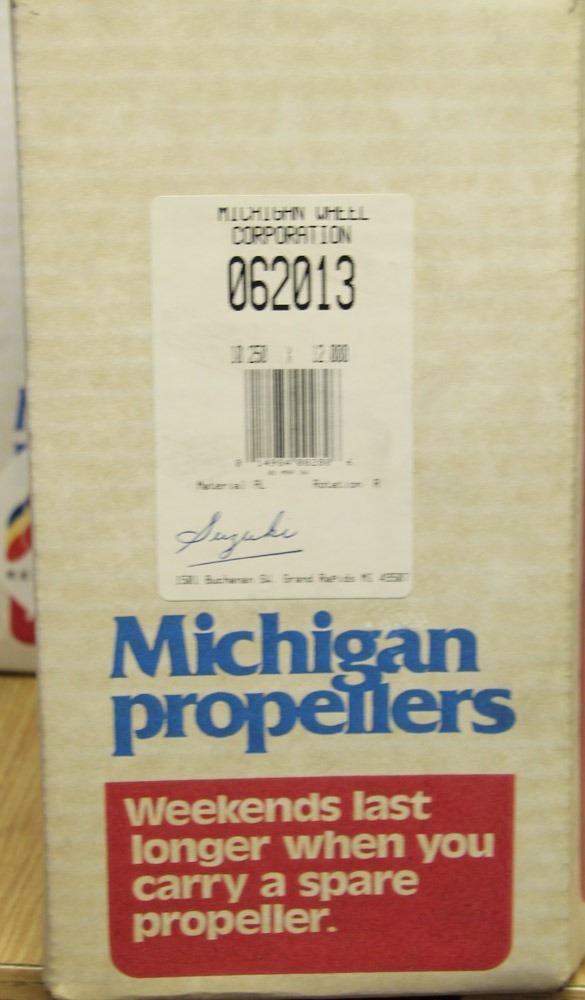 MICHIGAN WHEEL
CORPORATION
062013
10.250 X 12.000
Material AL Rotation R
Suzuki
1501 Buchanan SW. Grand Rapids MI 49507
Michigan
propellers
Weekends last
longer when you
carry a spare
propeller.